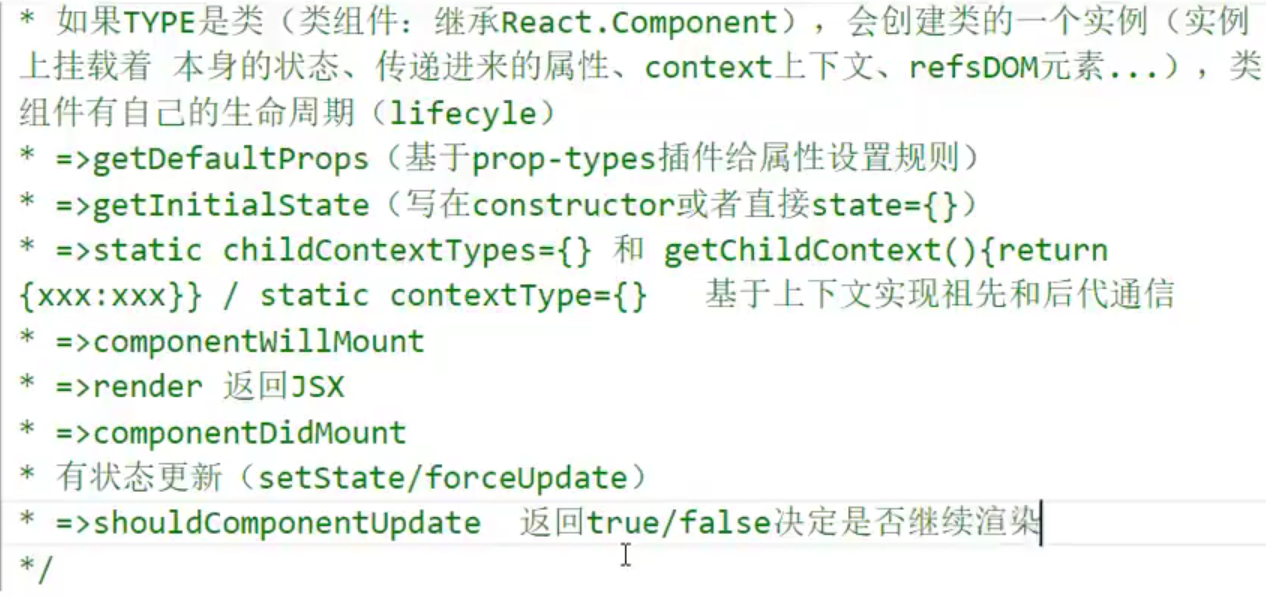 * 如果TYPE是类（类组件：继承React.Component），会创建类的一个实例（实例
上挂载着 本身的状态、传递进来的属性、context上下文、refsDOM元素...），类
组件有自己的生命周期（lifecyle）
* =>getDefaultProps（基于prop-types插件给属性设置规则）
* =>getInitialState（写在constructor或者直接state={}）
* =>static childContextTypes={} 和 getChildContext(){return
{xxx:xxx}} / static contextType={}   基于上下文实现祖先和后代通信
* =>componentWillMount
* =>render 返回JSX
* =>componentDidMount
* 有状态更新（setState/forceUpdate）
* =>shouldComponentUpdate  返回true/false决定是否继续渲染
*/